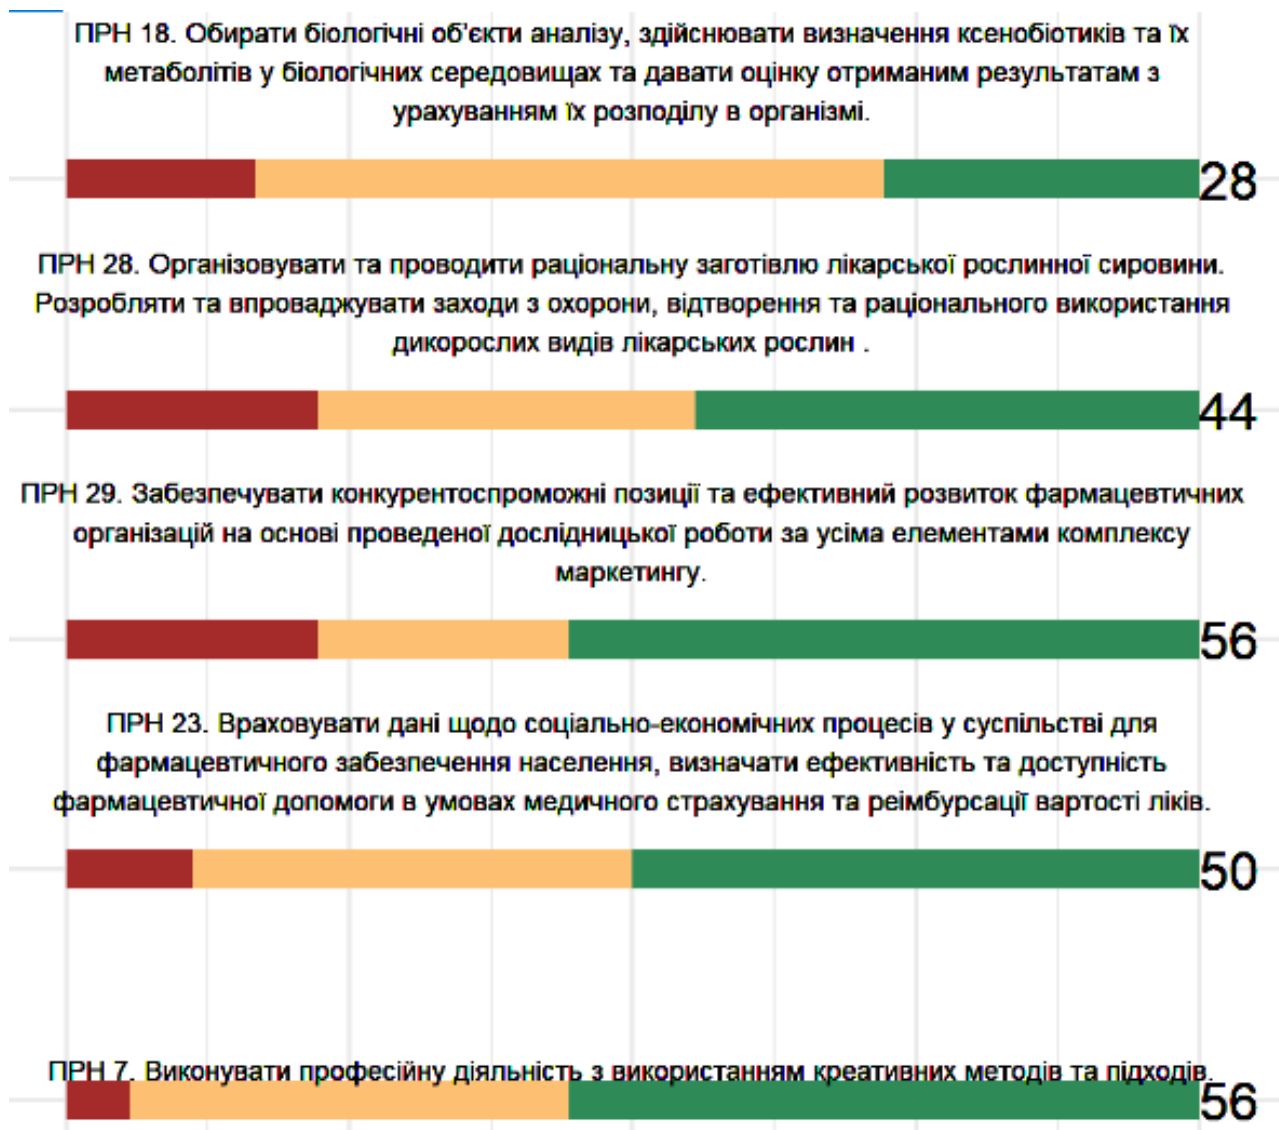 ПРН 18. Обирати біологічні об'єкти аналізу, здійснювати визначення ксенобіотиків та їх
метаболітів у біологічних середовищах та давати оцінку отриманим результатам з
урахуванням їх розподілу в організмі.
28
ПРН 28. Організовувати та проводити раціональну заготівлю лікарської рослинної сировини.
Розробляти та впроваджувати заходи з охорони, відтворення та раціонального використання
дикорослих видів лікарських рослин .
44
ПРН 29. Забезпечувати конкурентоспроможні позиції та ефективний розвиток фармацевтичних
організацій на основі проведеної дослідницької роботи за усіма елементами комплексу
маркетингу.
56
ПРН 23. Враховувати дані щодо соціально-економічних процесів у суспільстві для
фармацевтичного забезпечення населення, визначати ефективність та доступність
фармацевтичної допомоги в умовах медичного страхування та реімбурсації вартості ліків.
50
ПРН 7. Виконувати професійну діяльність з використанням креативних методів та підходів.
56